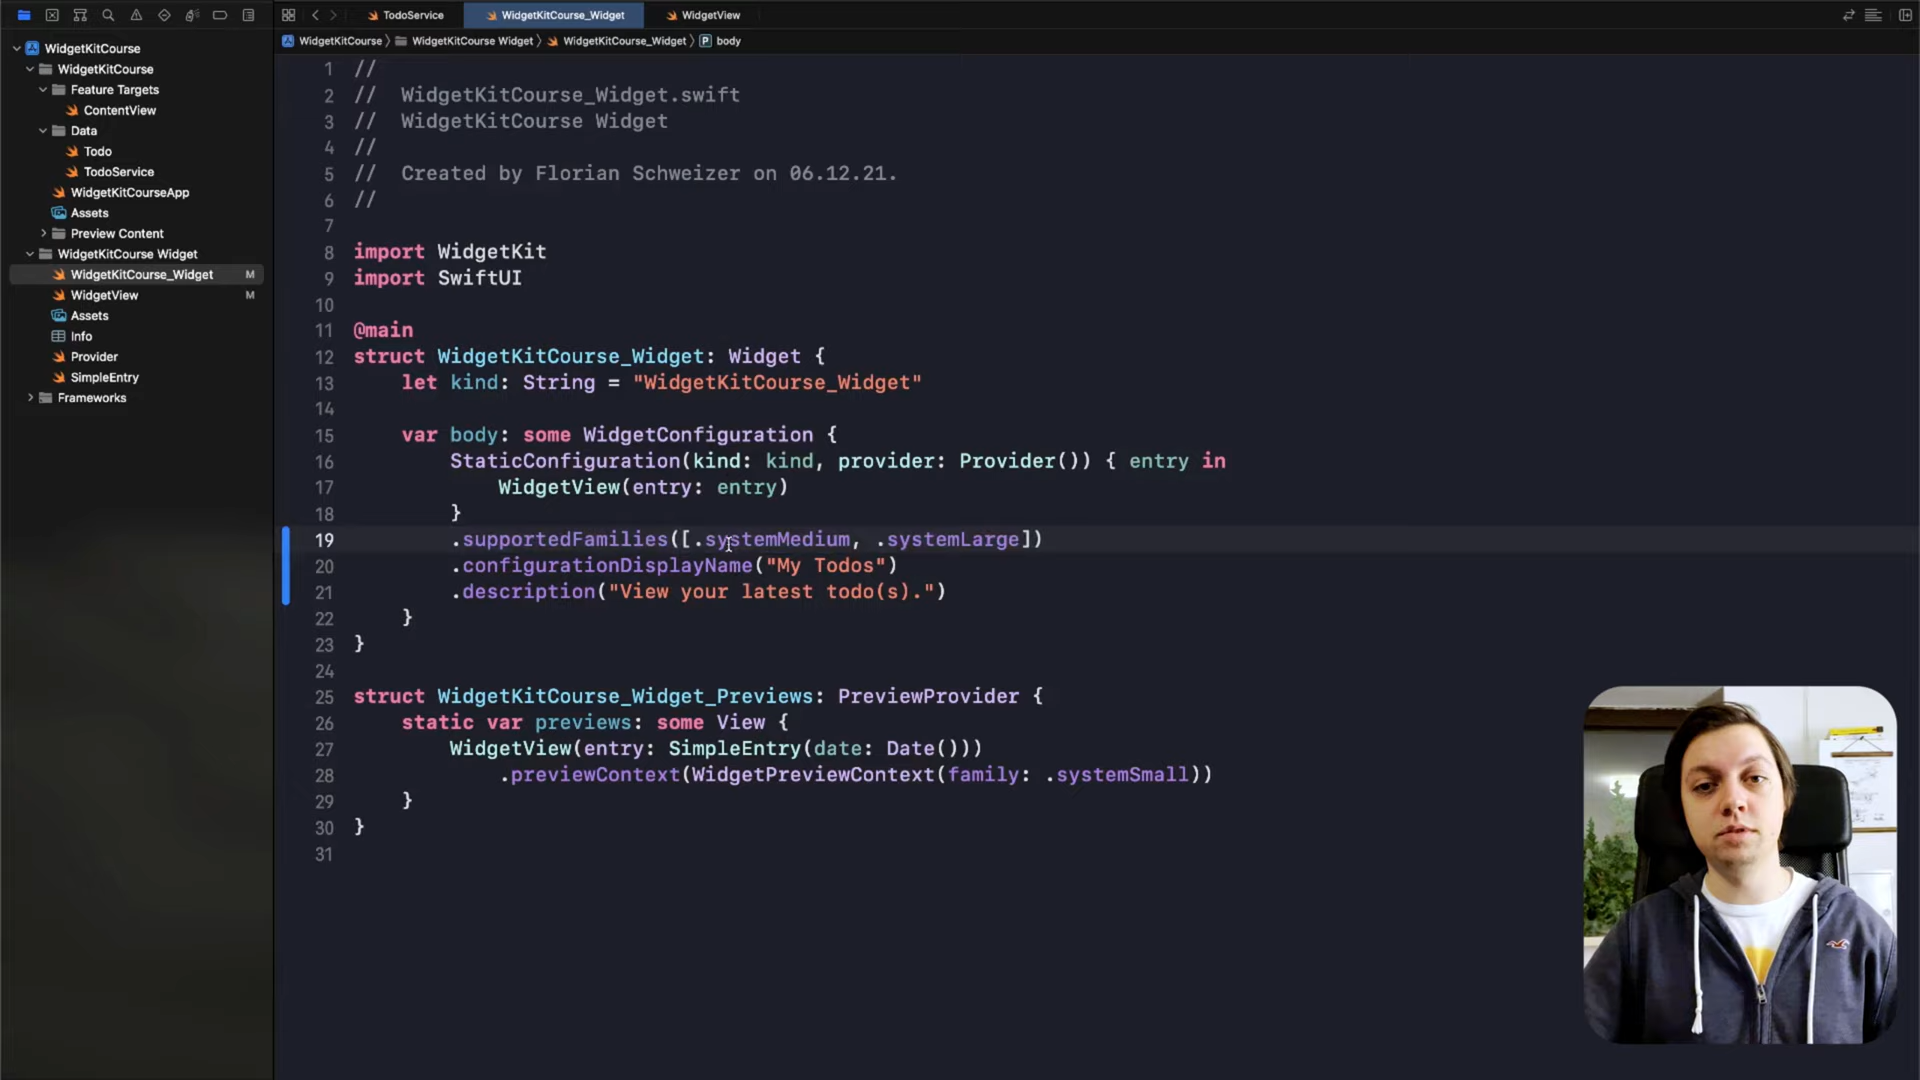 TodoService
WidgetKitCourse_Widget
WidgetView
WidgetKitCourse
WidgetKitCourse Widget
WidgetKitCourse_Widget
P
body
WidgetKitCourse
WidgetKitCourse
Feature Targets
ContentView
Data
Todo
TodoService
WidgetKitCourseApp
Assets
Preview Content
WidgetKitCourse Widget
WidgetKitCourse_Widget M
WidgetView M
Assets
Info
Provider
SimpleEntry
Frameworks
1 //
2 //  WidgetKitCourse_Widget.swift
3 //  WidgetKitCourse Widget
4 //
5 //  Created by Florian Schweizer on 06.12.21.
6 //
7
8 import WidgetKit
9 import SwiftUI
10
11 @main
12 struct WidgetKitCourse_Widget: Widget {
13     let kind: String = "WidgetKitCourse_Widget"
14
15     var body: some WidgetConfiguration {
16         StaticConfiguration(kind: kind, provider: Provider()) { entry in
17             WidgetView(entry: entry)
18         }
19         .supportedFamilies([.systemMedium, .systemLarge])
20         .configurationDisplayName("My Todos")
21         .description("View your latest todo(s).")
22     }
23 }
24
25 struct WidgetKitCourse_Widget_Previews: PreviewProvider {
26     static var previews: some View {
27         WidgetView(entry: SimpleEntry(date: Date()))
28             .previewContext(WidgetPreviewContext(family: .systemSmall))
29     }
30 }
31